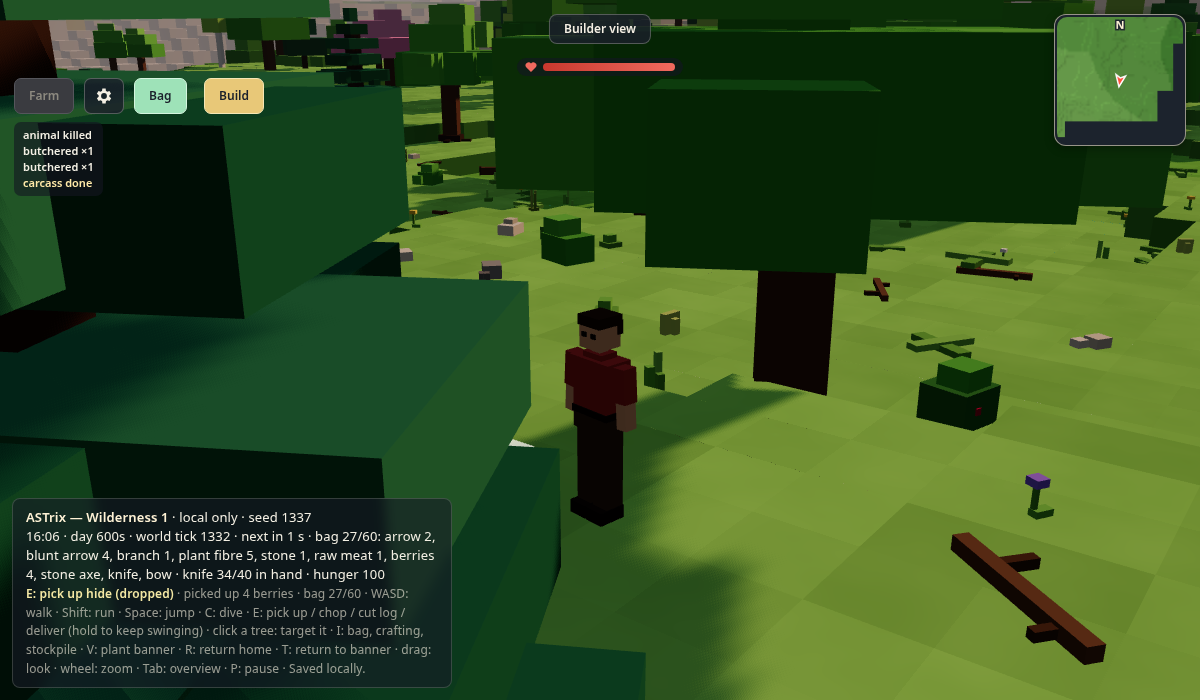 Builder view
N
Farm
Bag
Build
animal killed
butchered ×1
butchered ×1
carcass done
ASTrix — Wilderness 1 · local only · seed 1337
16:06 · day 600s · world tick 1332 · next in 1 s · bag 27/60: arrow 2,
blunt arrow 4, branch 1, plant fibre 5, stone 1, raw meat 1, berries
4, stone axe, knife, bow · knife 34/40 in hand · hunger 100
E: pick up hide (dropped) · picked up 4 berries · bag 27/60 · WASD:
walk · Shift: run · Space: jump · C: dive · E: pick up / chop / cut log /
deliver (hold to keep swinging) · click a tree: target it · I: bag, crafting,
stockpile · V: plant banner · R: return home · T: return to banner · drag:
look · wheel: zoom · Tab: overview · P: pause · Saved locally.